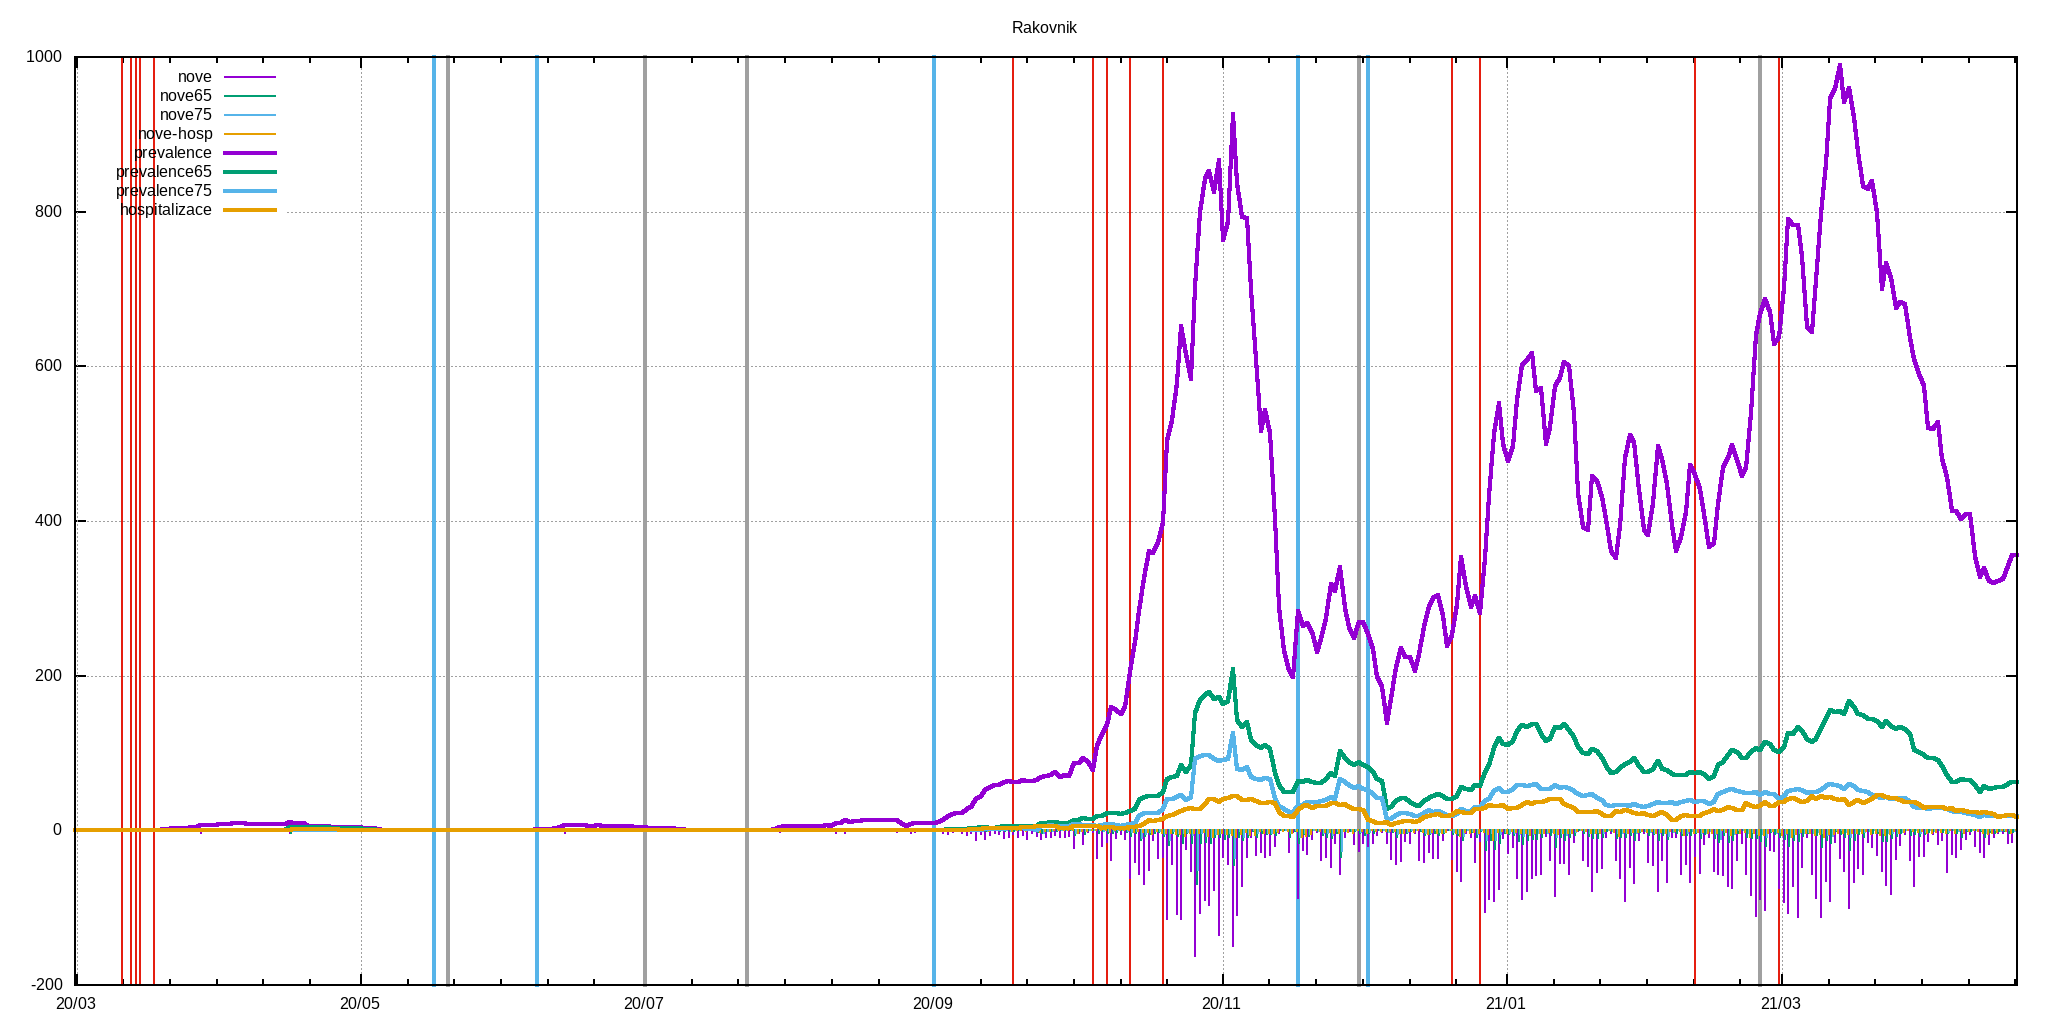 Rakovnik
1000
800
600
400
200
0
-200
nove
nove65
nove75
nove-hosp
prevalence
prevalence65
prevalence75
hospitalizace
20/03 20/05 20/07 20/09 20/11 21/01 21/03